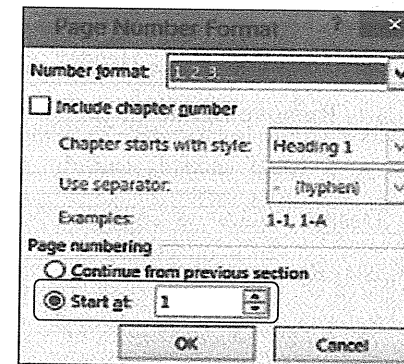 Page Number Format ? ×
Number format: 1, 2, 3, ...
Include chapter number
Chapter starts with style: Heading 1
Use separator: - (hyphen)
Examples: 1-1, 1-A
Page numbering
Continue from previous section
Start at: 1
OK Cancel